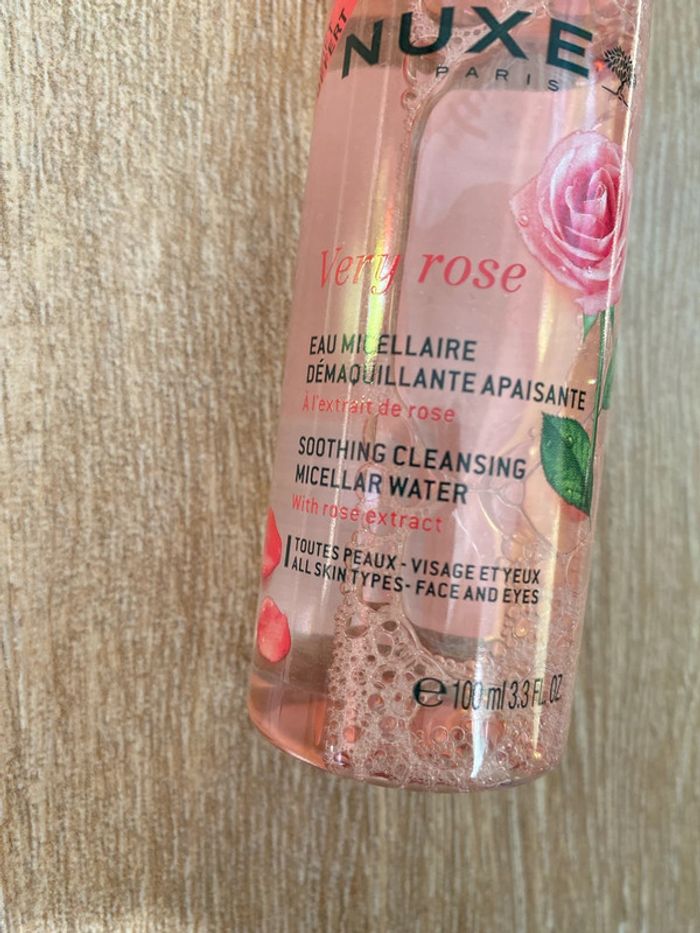 NUXE
PARIS
Very rose
EAU MICELLAIRE
DÉMAQUILLANTE APAISANTE
À l'extrait de rose
SOOTHING CLEANSING
MICELLAR WATER
With rose extract
TOUTES PEAUX - VISAGE ET YEUX
ALL SKIN TYPES - FACE AND EYES
℮ 100 ml 3.3 FL. OZ